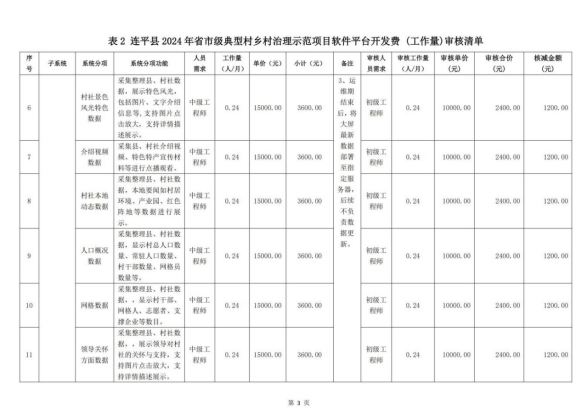 表 2 连平县 2024 年省市级典型村乡村治理示范项目软件平台开发费 (工作量)审核清单
序号 子系统 系统分项 系统分项功能 人员需求 工作量(人/月) 单价(元) 小计(元) 备注 审核人员需求 审核工作量(人/月) 审核单价(元) 审核合价(元) 核减金额(元)
6 村社景色风光特色数据 采集整理县、村社数据,展示特色风光,包括图片、文字介绍信息等,支持图片点击放大,支持详情描述展示。 中级工程师 0.24 15000.00 3600.00 3、运维期结束后,将大屏最新数据部署至指定服务器,后续不负责数据更新。 初级工程师 0.24 10000.00 2400.00 1200.00
7 介绍视频数据 采集整理县、村社数据、村社介绍视频、特色特产宣传材料等进行点播观看。 中级工程师 0.24 15000.00 3600.00 初级工程师 0.24 10000.00 2400.00 1200.00
8 村社本地动态数据 采集整理县、村社数据、本地要闻如村居环境、产业园、红色阵地等数据进行展示。 中级工程师 0.24 15000.00 3600.00 初级工程师 0.24 10000.00 2400.00 1200.00
9 人口概况数据 采集整理县、村社数据,显示村总人口数量、常驻人口数量、村干部数量、网格员数量等。 中级工程师 0.24 15000.00 3600.00 初级工程师 0.24 10000.00 2400.00 1200.00
10 网格数据 采集整理县、村社数据,,显示村干部、网格人、志愿者、支撑企业等数目。 中级工程师 0.24 15000.00 3600.00 初级工程师 0.24 10000.00 2400.00 1200.00
11 领导关怀方面数据 采集整理县、村社数据,,展示领导对村社的关怀与支持,支持图片点击放大、支持详情描述展示。 中级工程师 0.24 15000.00 3600.00 初级工程师 0.24 10000.00 2400.00 1200.00
第 3 页